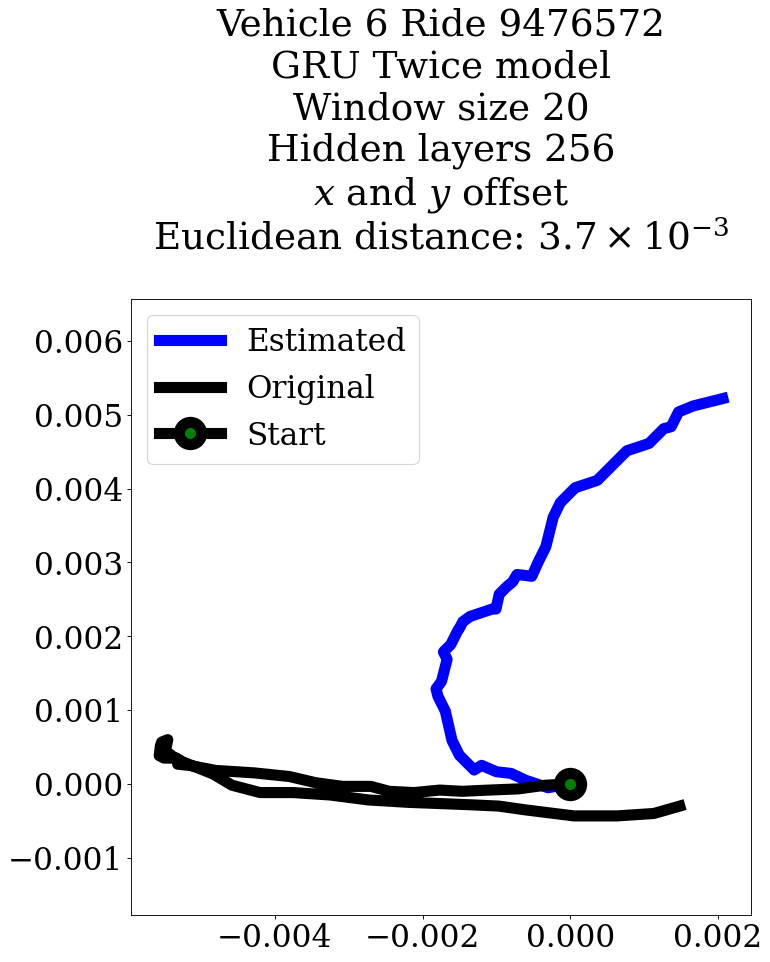 Vehicle 6 Ride 9476572
GRU Twice model
Window size 20
Hidden layers 256
x and y offset
Euclidean distance: 3.7 × 10⁻³
Estimated
Original
Start
0.006
0.005
0.004
0.003
0.002
0.001
0.000
−0.001
−0.004 −0.002 0.000 0.002